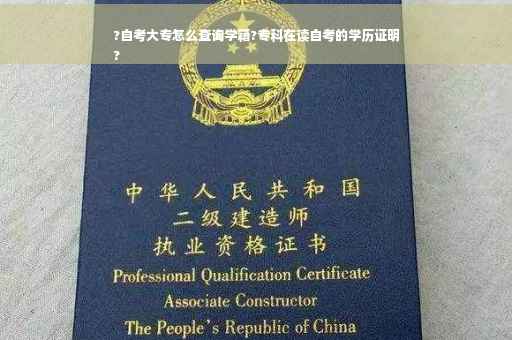 ?自考大专怎么查询学籍?专科在读自考的学历证明
?
中华人民共和国
二级建造师
执业资格证书
Professional Qualification Certificate
Associate Constructor
The People's Republic of China